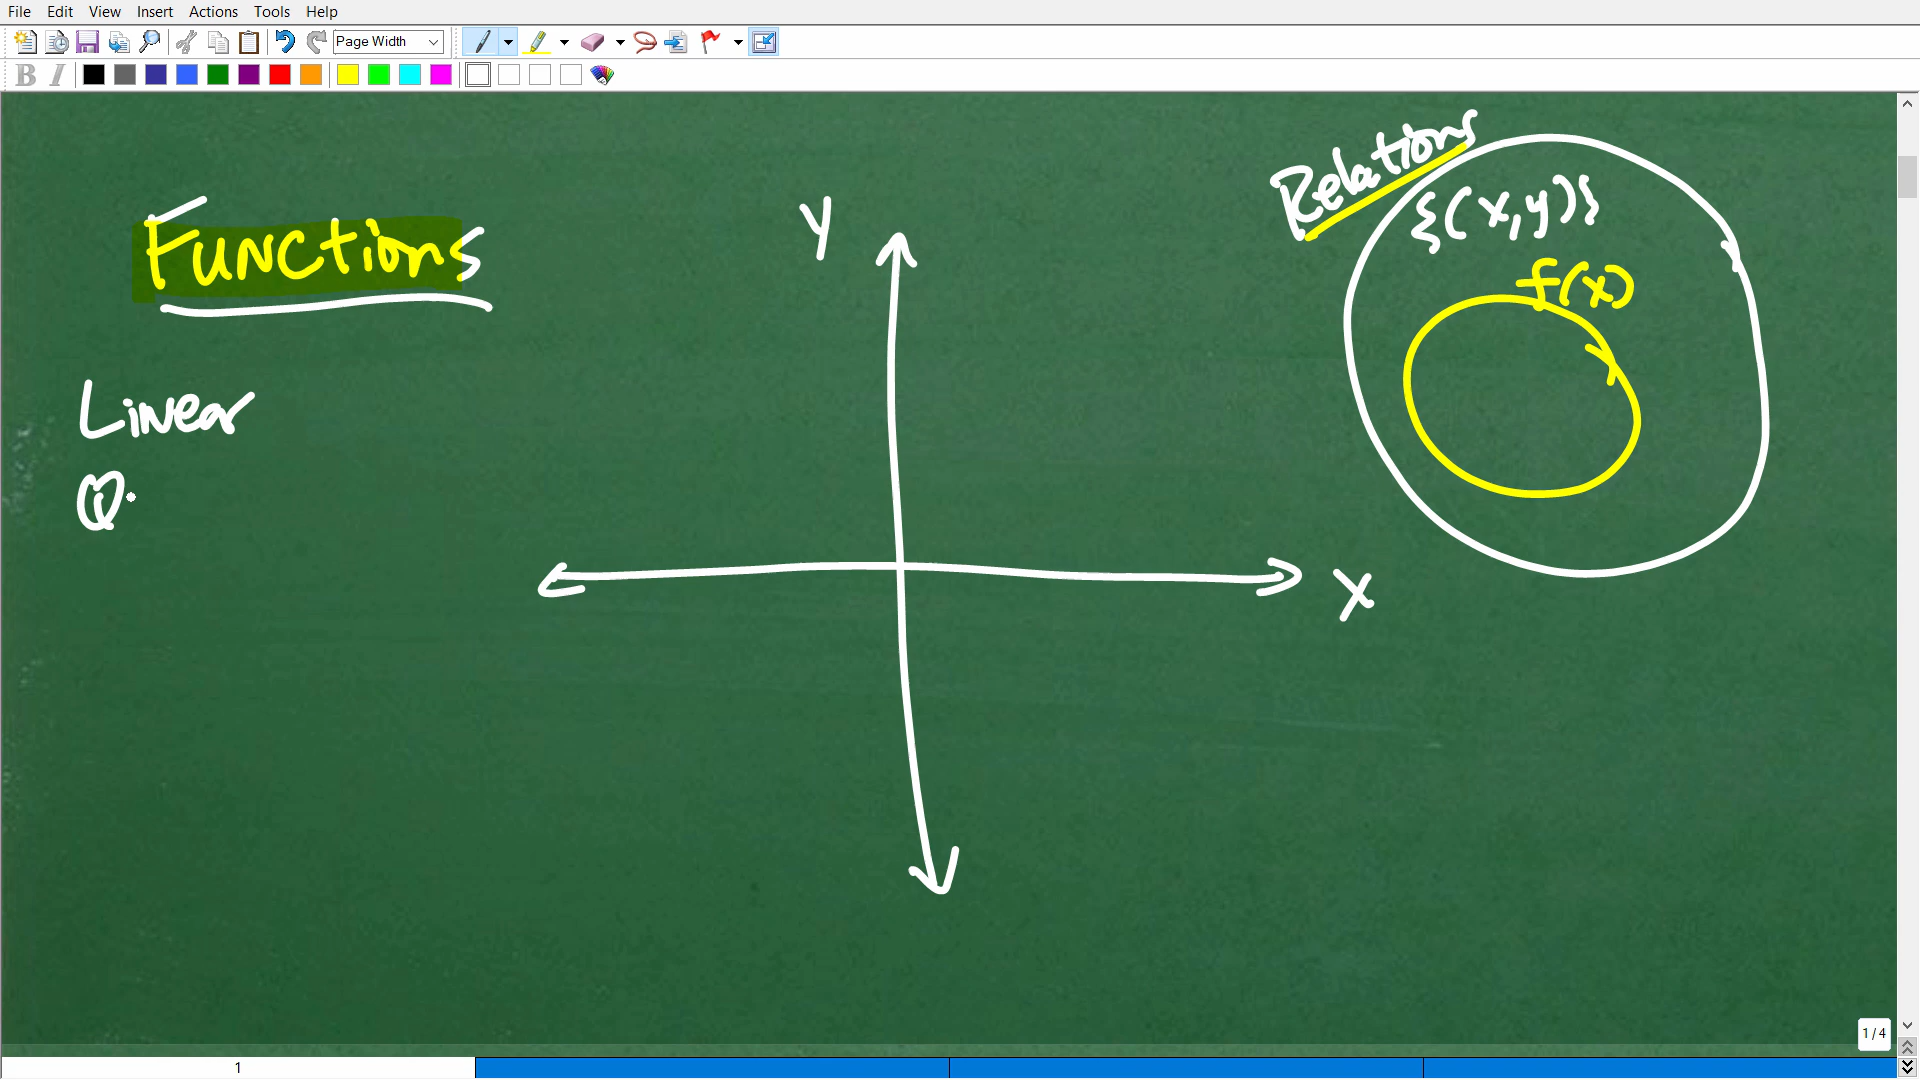 File Edit View Insert Actions Tools Help
Page Width
B I
Relations
{(x,y)}
f(x)
Functions
y
Linear
Q
x
1 / 4
1